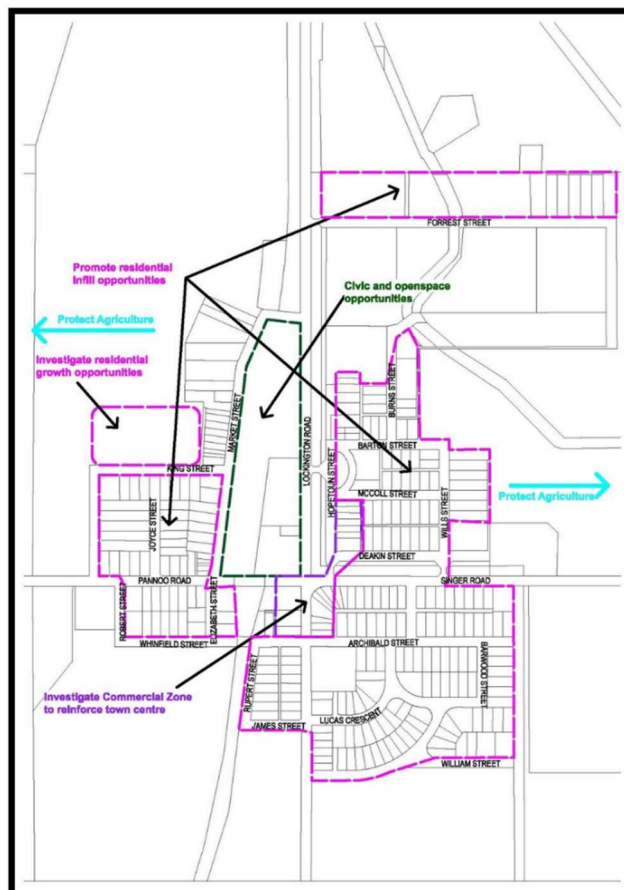 FORREST STREET
Promote residential
infill opportunities
Civic and openspace
opportunities
Protect Agriculture
Investigate residential
growth opportunities
MARKET STREET
LOCKINGTON ROAD
HOPETOUN STREET
BURNS STREET
BARTON STREET
KING STREET
MCCOLL STREET
WILLS STREET
Protect Agriculture
JOYCE STREET
DEAKIN STREET
PANNOO ROAD
SINGER ROAD
ROBERT STREET
ELIZABETH STREET
WHINFIELD STREET
ARCHIBALD STREET
BARWOOD STREET
RUPERT STREET
Investigate Commercial Zone
to reinforce town centre
LUCAS CRESCENT
JAMES STREET
WILLIAM STREET